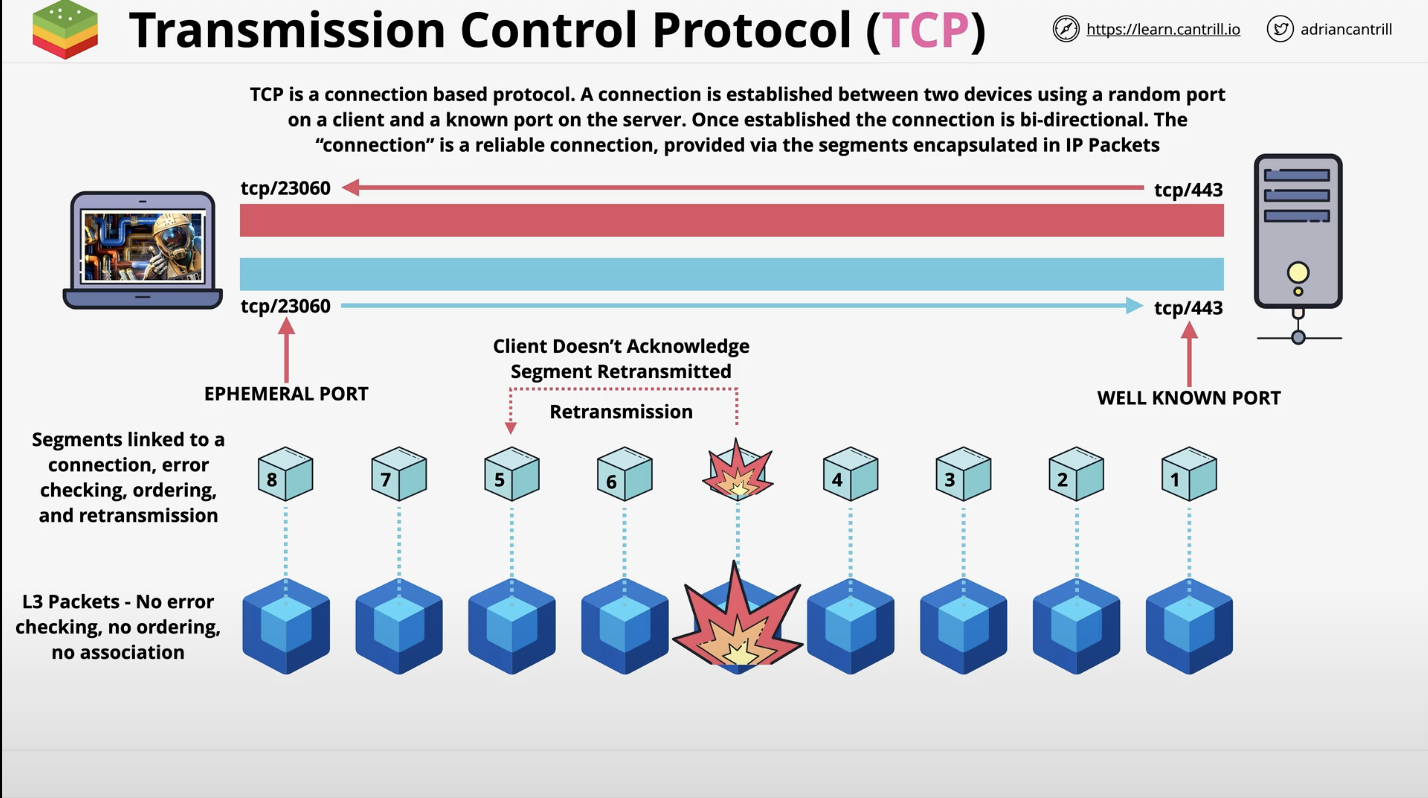 Transmission Control Protocol (TCP)
https://learn.cantrill.io
adriancantrill
TCP is a connection based protocol. A connection is established between two devices using a random port
on a client and a known port on the server. Once established the connection is bi-directional. The
“connection” is a reliable connection, provided via the segments encapsulated in IP Packets
tcp/23060
tcp/443
tcp/23060
tcp/443
EPHEMERAL PORT
WELL KNOWN PORT
Client Doesn’t Acknowledge
Segment Retransmitted
Retransmission
Segments linked to a
connection, error
checking, ordering,
and retransmission
8 7 5 6 4 3 2 1
L3 Packets - No error
checking, no ordering,
no association